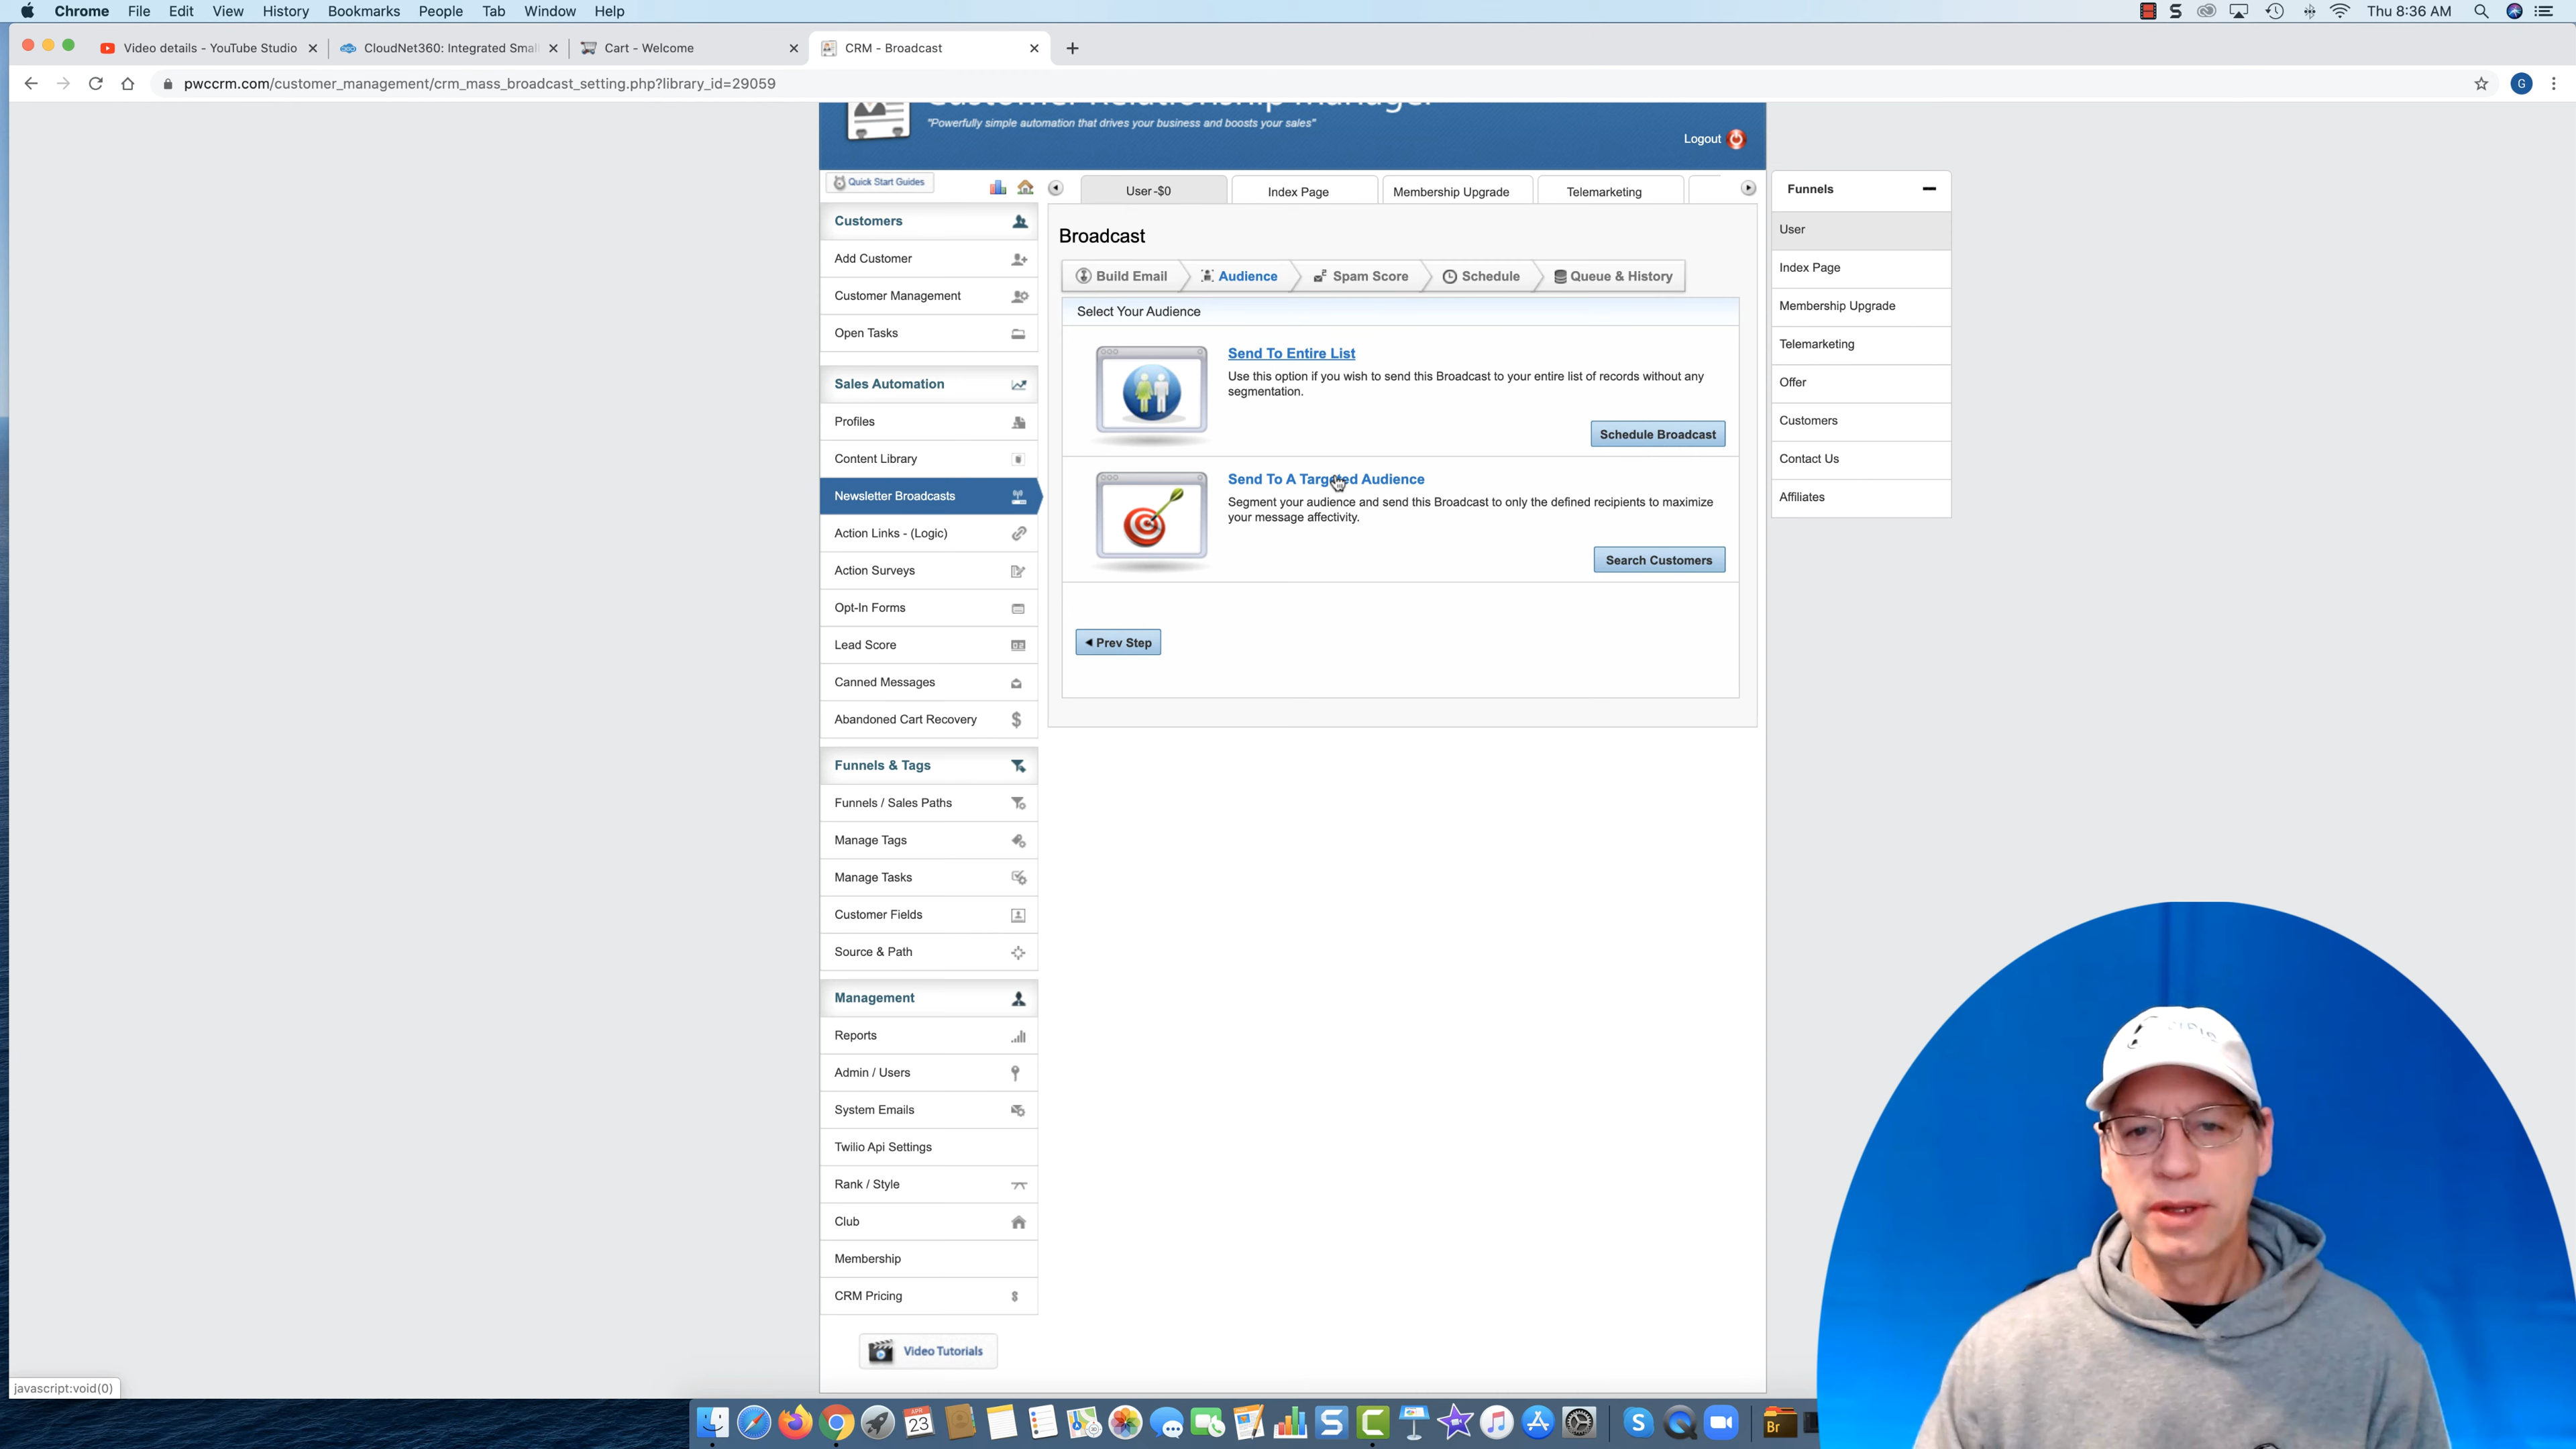 Chrome File Edit View History Bookmarks People Tab Window Help
Thu 8:36 AM
Video details - YouTube Studio
CloudNet360: Integrated Smal
Cart - Welcome
CRM - Broadcast
pwccrm.com/customer_management/crm_mass_broadcast_setting.php?library_id=29059
G
Customer Relationship Manager
"Powerfully simple automation that drives your business and boosts your sales"
Logout
Quick Start Guides
User -$0
Index Page
Membership Upgrade
Telemarketing
Customers
Add Customer
Customer Management
Open Tasks
Sales Automation
Profiles
Content Library
Newsletter Broadcasts
Action Links - (Logic)
Action Surveys
Opt-In Forms
Lead Score
Canned Messages
Abandoned Cart Recovery
Funnels & Tags
Funnels / Sales Paths
Manage Tags
Manage Tasks
Customer Fields
Source & Path
Management
Reports
Admin / Users
System Emails
Twilio Api Settings
Rank / Style
Club
Membership
CRM Pricing
Video Tutorials
Broadcast
Build Email
Audience
Spam Score
Schedule
Queue & History
Select Your Audience
Send To Entire List
Use this option if you wish to send this Broadcast to your entire list of records without any
segmentation.
Schedule Broadcast
Send To A Targeted Audience
Segment your audience and send this Broadcast to only the defined recipients to maximize
your message affectivity.
Search Customers
Prev Step
Funnels
User
Index Page
Membership Upgrade
Telemarketing
Offer
Customers
Contact Us
Affiliates
javascript:void(0)
APR
23
Br